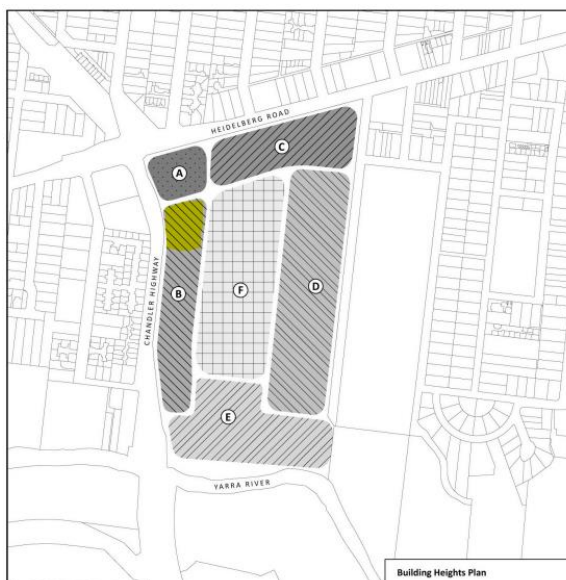 HEIDELBERG ROAD
C
A
CHANDLER HIGHWAY
B
F
D
E
YARRA RIVER
Building Heights Plan